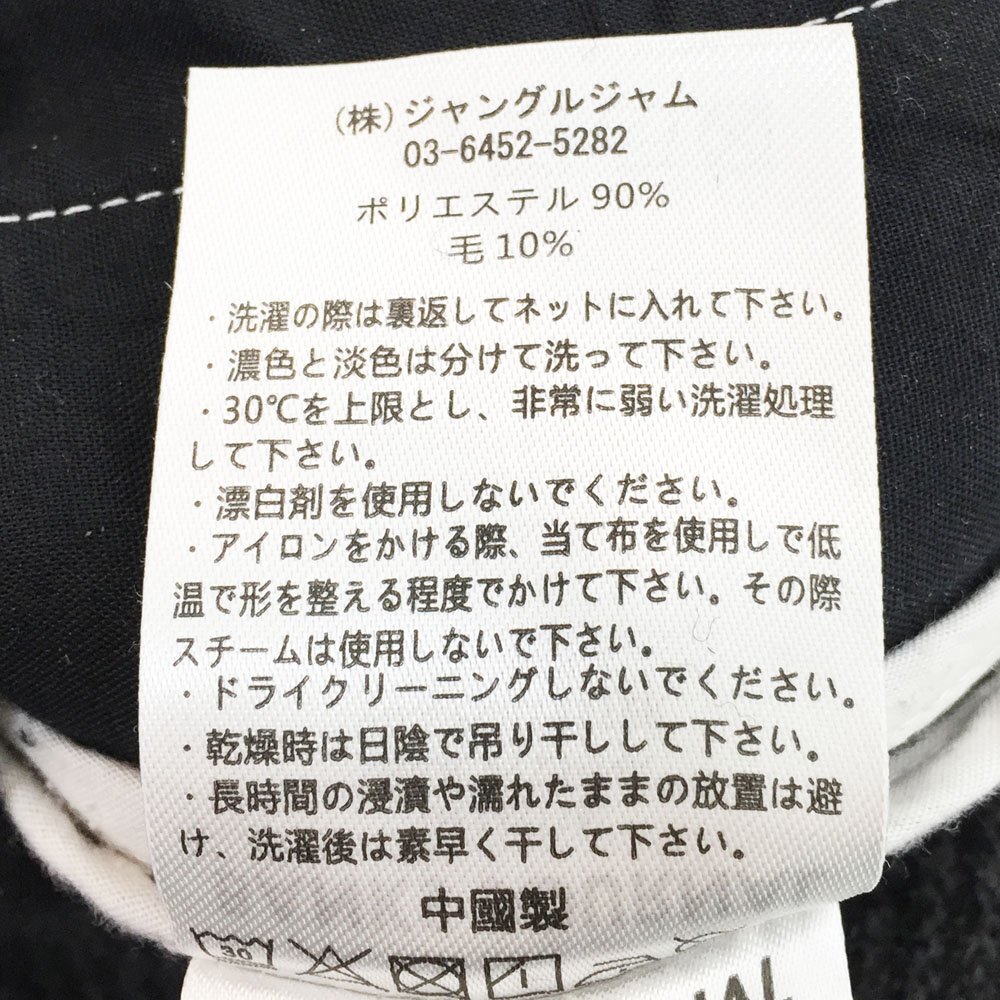 (株)ジャングルジャム
03-6452-5282
ポリエステル 90%
毛 10%
・洗濯の際は裏返してネットに入れて下さい。
・濃色と淡色は分けて洗って下さい。
・30℃を上限とし、非常に弱い洗濯処理
して下さい。
・漂白剤を使用しないでください。
・アイロンをかける際、当て布を使用しで低
温で形を整える程度でかけて下さい。その際
スチームは使用しないで下さい。
・ドライクリーニングしないでください。
・乾燥時は日陰で吊り干しして下さい。
・長時間の浸漬や濡れたままの放置は避
け、洗濯後は素早く干して下さい。
中國製
30